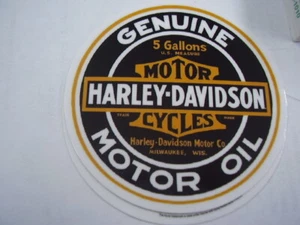 GENUINE
5 Gallons
U.S. MEASURE
MOTOR
HARLEY-DAVIDSON
CYCLES
Harley-Davidson Motor Co.
MILWAUKEE, WIS.
MOTOR OIL